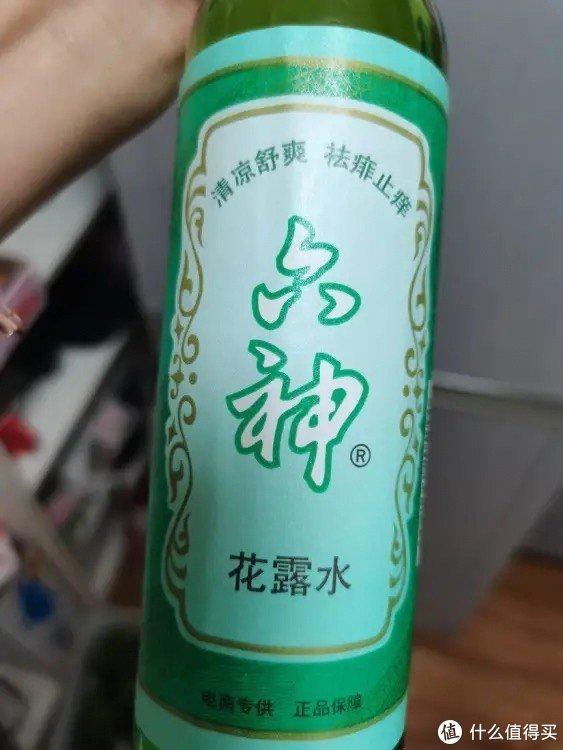 清凉舒爽 祛痱止痒
六
神
®
花露水
电商专供 正品保障
值 什么值得买